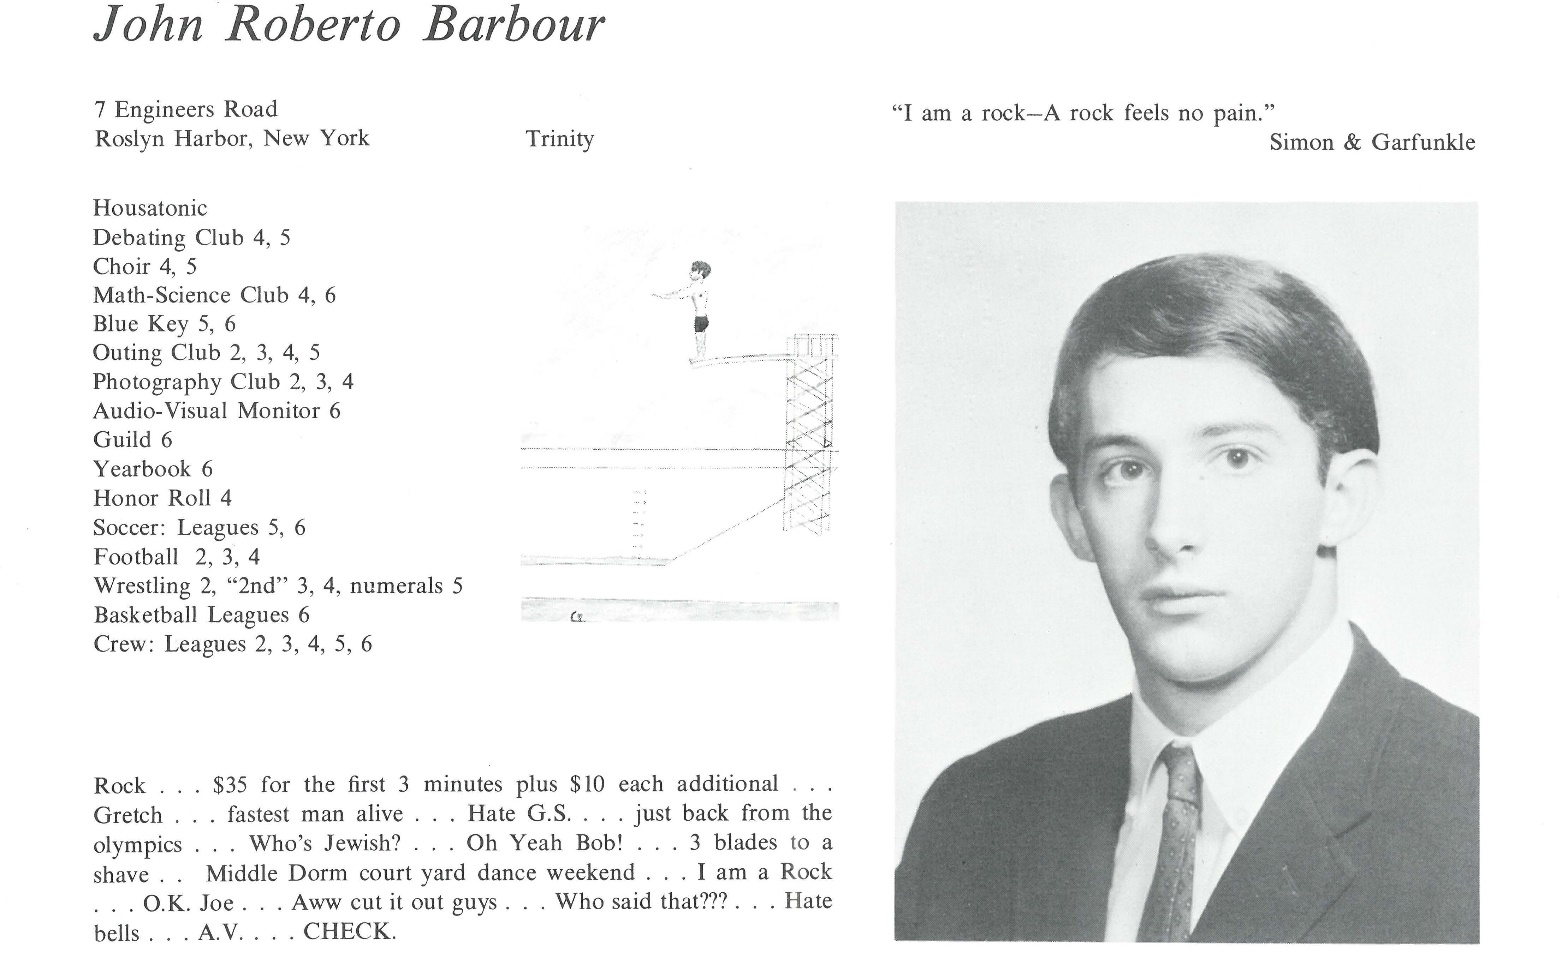 John Roberto Barbour
7 Engineers Road
Roslyn Harbor, New York
Trinity
“I am a rock—A rock feels no pain.”
Simon & Garfunkle
Housatonic
Debating Club 4, 5
Choir 4, 5
Math-Science Club 4, 6
Blue Key 5, 6
Outing Club 2, 3, 4, 5
Photography Club 2, 3, 4
Audio-Visual Monitor 6
Guild 6
Yearbook 6
Honor Roll 4
Soccer: Leagues 5, 6
Football 2, 3, 4
Wrestling 2, “2nd” 3, 4, numerals 5
Basketball Leagues 6
Crew: Leagues 2, 3, 4, 5, 6
Rock . . . $35 for the first 3 minutes plus $10 each additional . . .
Gretch . . . fastest man alive . . . Hate G.S. . . . just back from the
olympics . . . Who’s Jewish? . . . Oh Yeah Bob! . . . 3 blades to a
shave . . Middle Dorm court yard dance weekend . . . I am a Rock
. . . O.K. Joe . . . Aww cut it out guys . . . Who said that??? . . . Hate
bells . . . A.V. . . . CHECK.